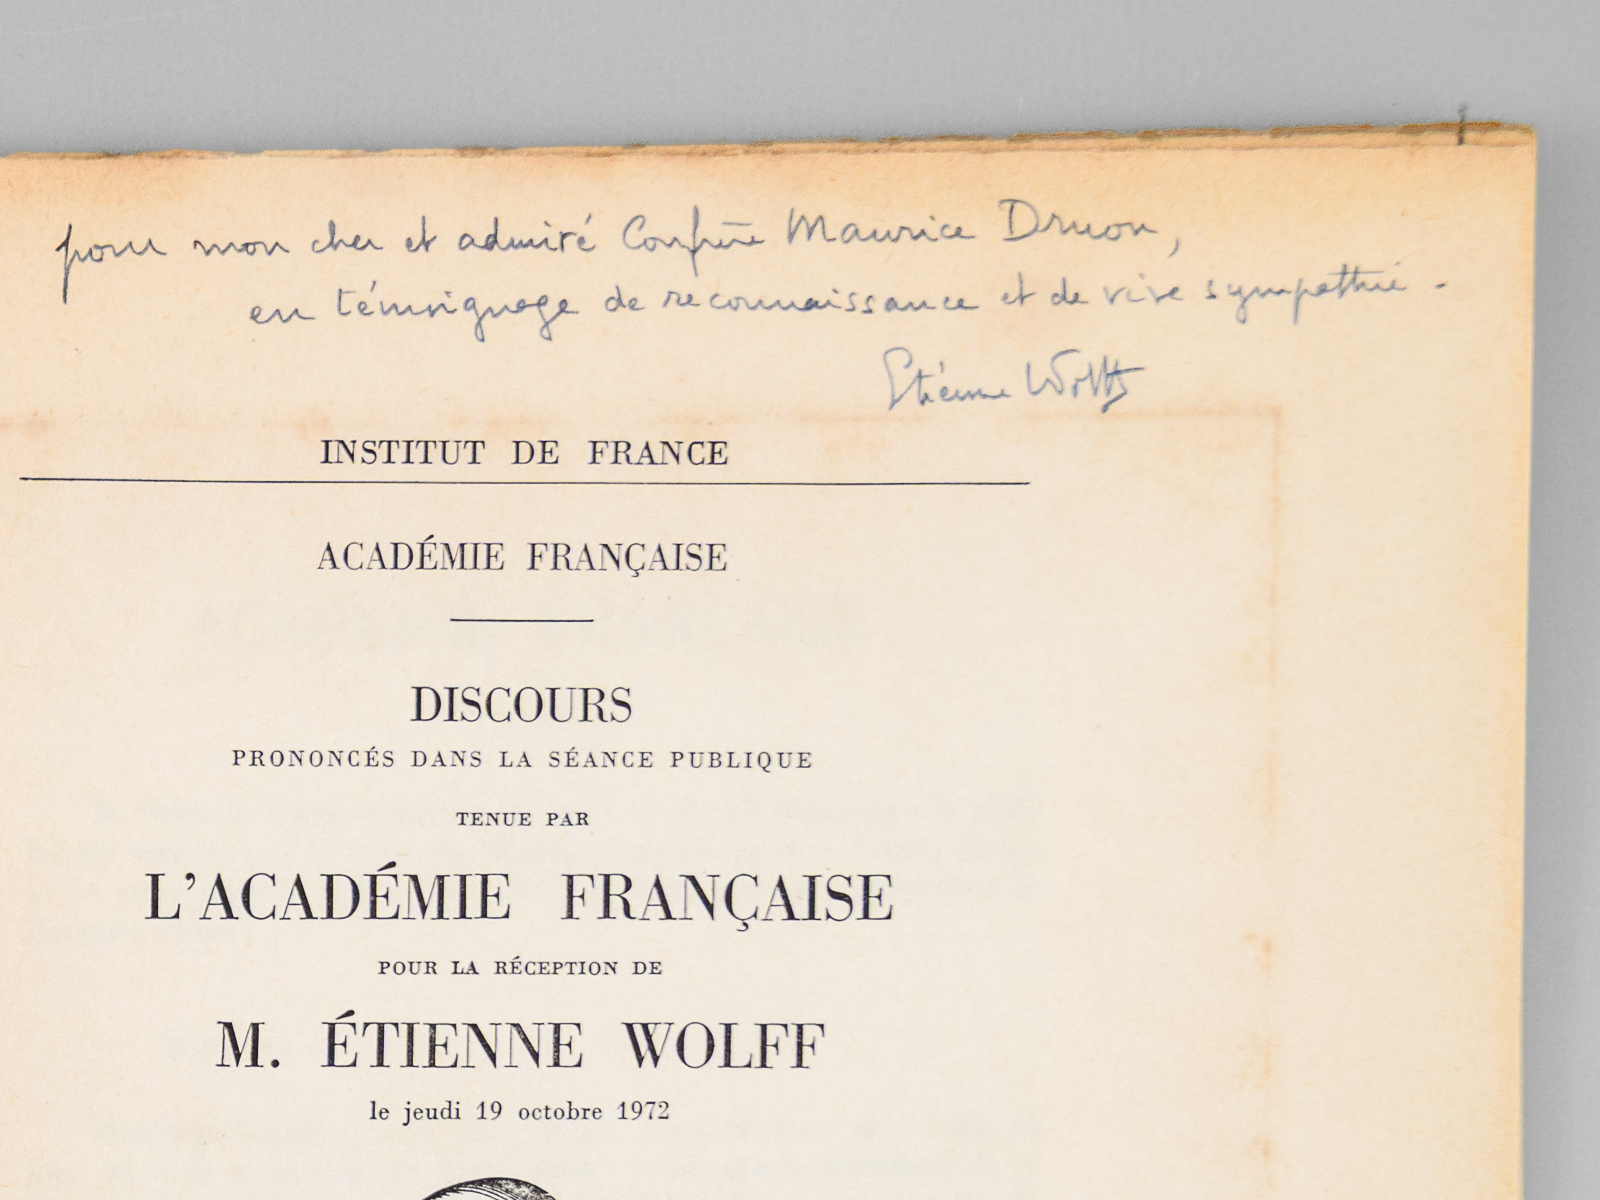 pour mon cher et admiré Confrère Maurice Druon,
en témoignage de reconnaissance et de vive sympathie.
Etienne Wolff
INSTITUT DE FRANCE
ACADÉMIE FRANÇAISE
DISCOURS
PRONONCÉS DANS LA SÉANCE PUBLIQUE
TENUE PAR
L'ACADÉMIE FRANÇAISE
POUR LA RÉCEPTION DE
M. ÉTIENNE WOLFF
le jeudi 19 octobre 1972